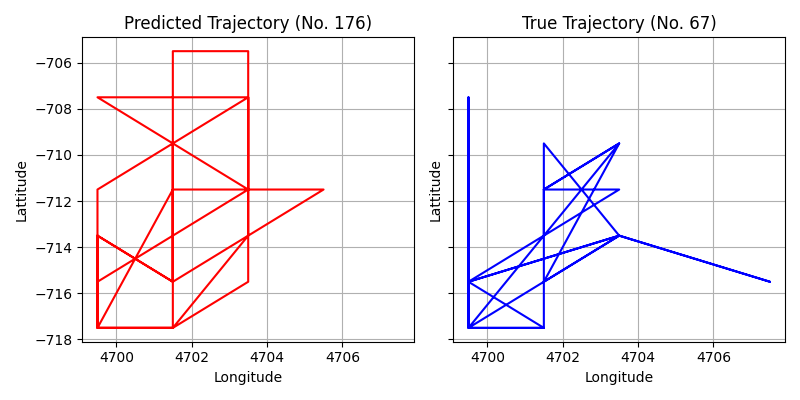 Predicted Trajectory (No. 176)
True Trajectory (No. 67)
Lattitude
−706
−708
−710
−712
−714
−716
−718
4700
4702
4704
4706
Longitude
Lattitude
4700
4702
4704
4706
Longitude